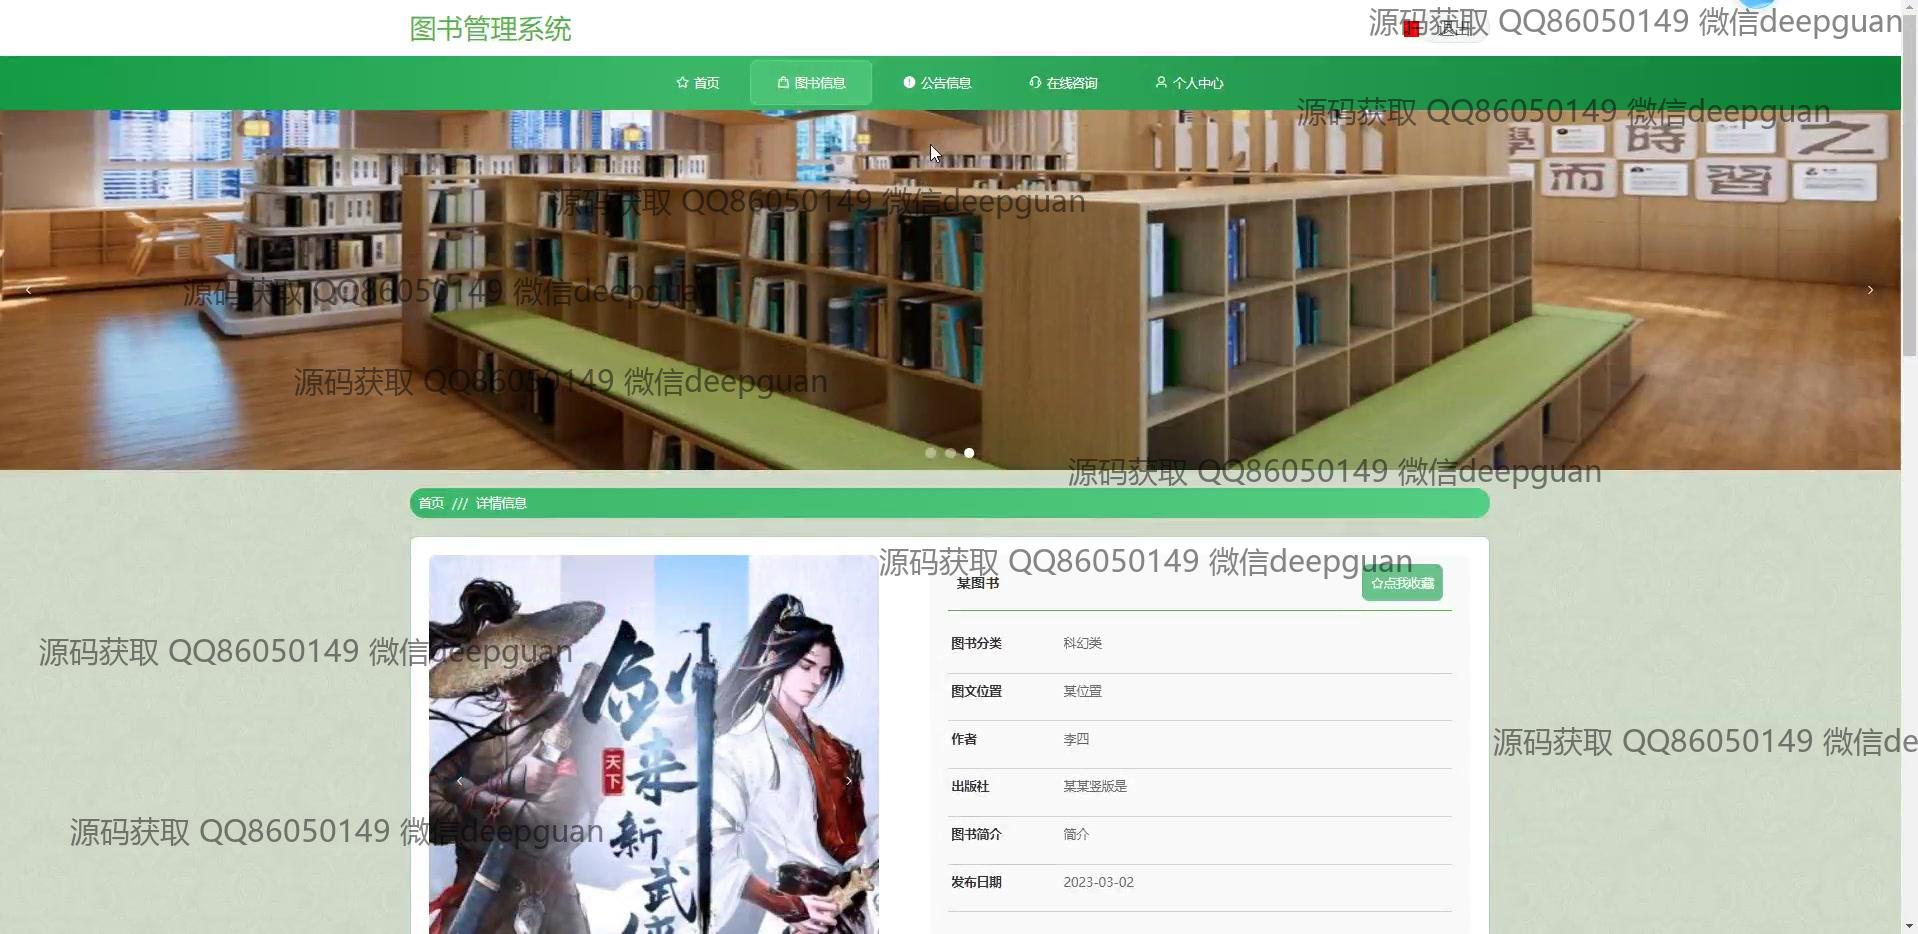 图书管理系统
退出
源码获取 QQ86050149 微信deepguan
首页
图书信息
公告信息
在线咨询
个人中心
源码获取 QQ86050149 微信deepguan
學 時 之
而 習
源码获取 QQ86050149 微信deepguan
源码获取 QQ86050149 微信deepguan
源码获取 QQ86050149 微信deepguan
源码获取 QQ86050149 微信deepguan
首页 /// 详情信息
源码获取 QQ86050149 微信deepguan
某图书
点我收藏
图书分类 科幻类
源码获取 QQ86050149 微信deepguan
图文位置 某位置
作者 李四
源码获取 QQ86050149 微信de
出版社 某某竖版是
图书简介 简介
源码获取 QQ86050149 微信deepguan
发布日期 2023-03-02
剑来
天下
新武侠